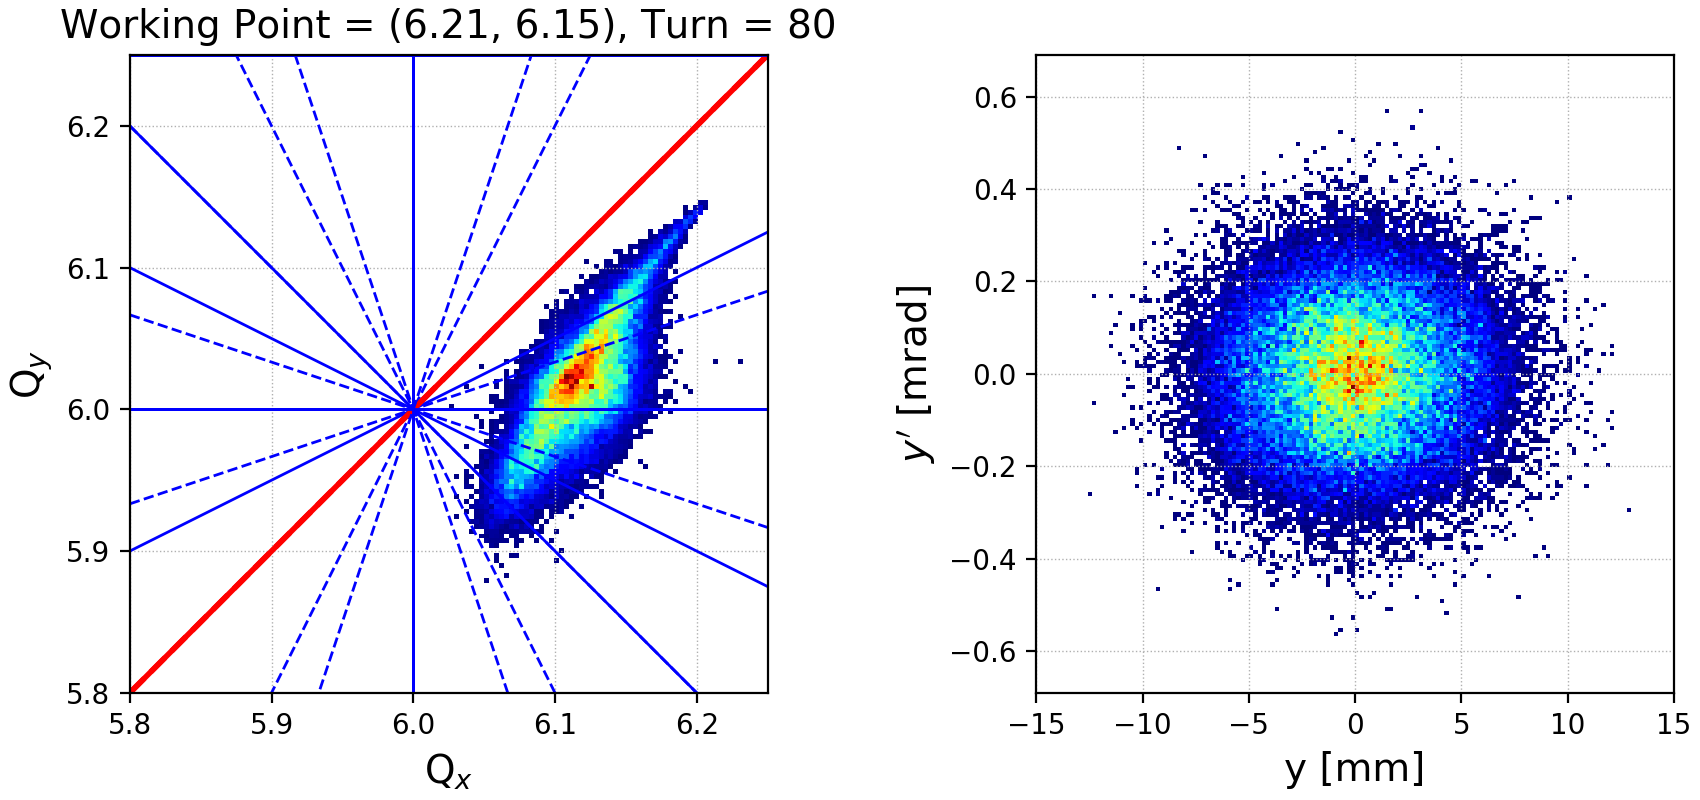 Working Point = (6.21, 6.15), Turn = 80
6.2
6.1
6.0
5.9
5.8
Q_y
5.8 5.9 6.0 6.1 6.2
Q_x
0.6
0.4
0.2
0.0
−0.2
−0.4
−0.6
y′ [mrad]
−15 −10 −5 0 5 10 15
y [mm]